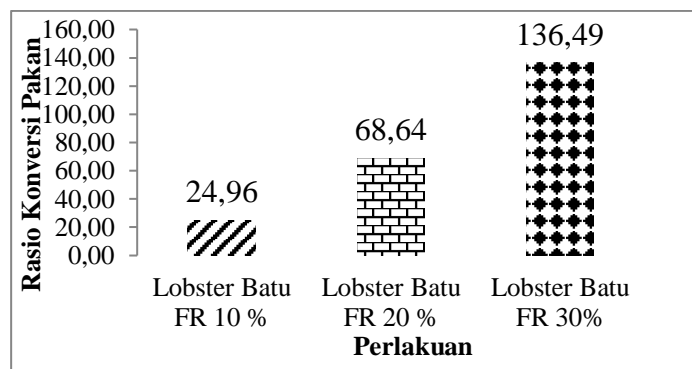 Rasio Konversi Pakan
160,00
140,00
120,00
100,00
80,00
60,00
40,00
20,00
0,00
24,96
68,64
136,49
Lobster Batu
FR 10 %
Lobster Batu
FR 20 %
Lobster Batu
FR 30%
Perlakuan